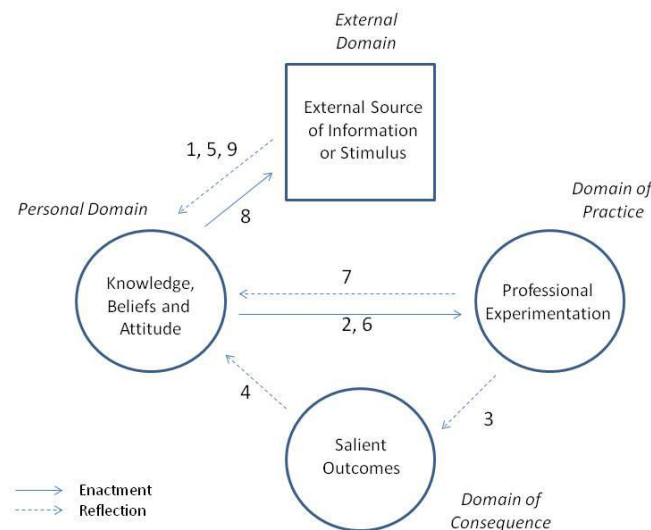 External
Domain
External Source
of Information
or Stimulus
1, 5, 9
8
Personal Domain
Domain of
Practice
Knowledge,
Beliefs and
Attitude
7
2, 6
Professional
Experimentation
4
3
Salient
Outcomes
Enactment
Reflection
Domain of
Consequence